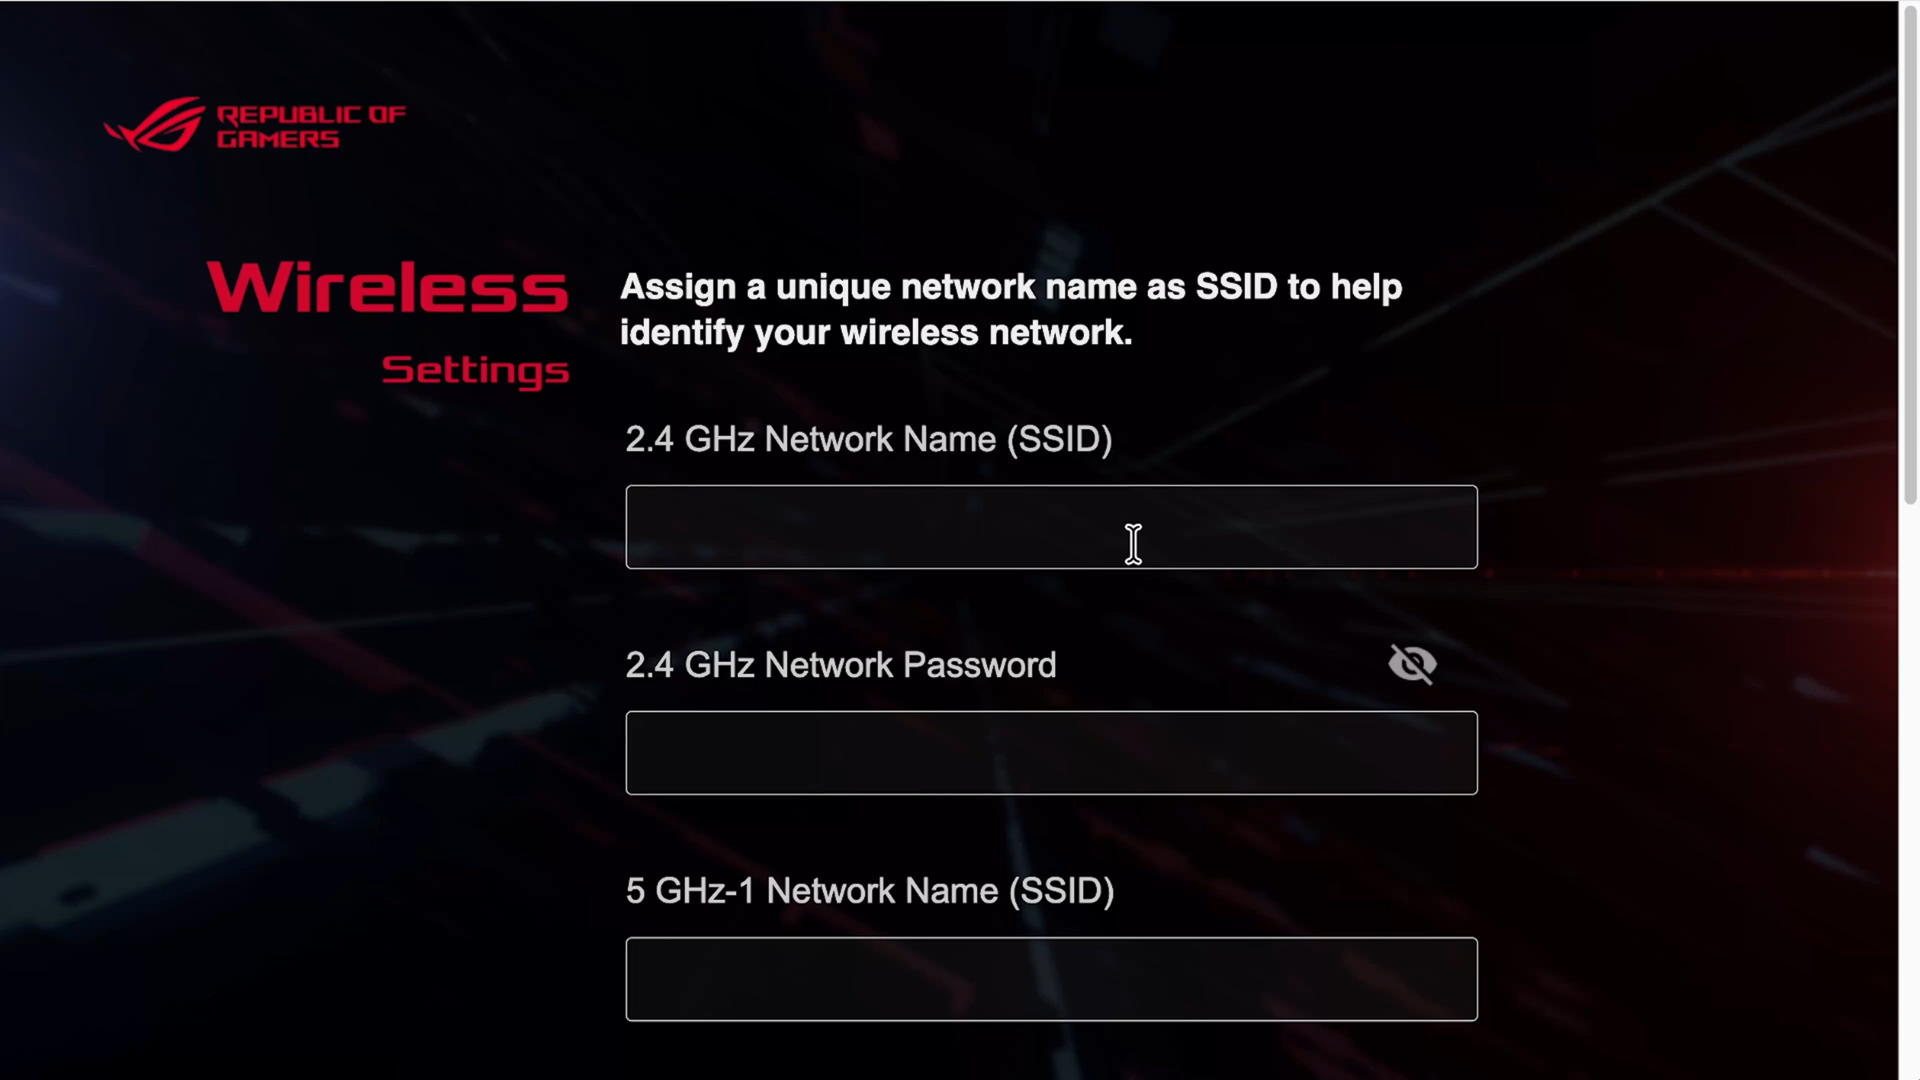 REPUBLIC OF
GAMERS
Wireless
Settings
Assign a unique network name as SSID to help
identify your wireless network.
2.4 GHz Network Name (SSID)
2.4 GHz Network Password
5 GHz-1 Network Name (SSID)